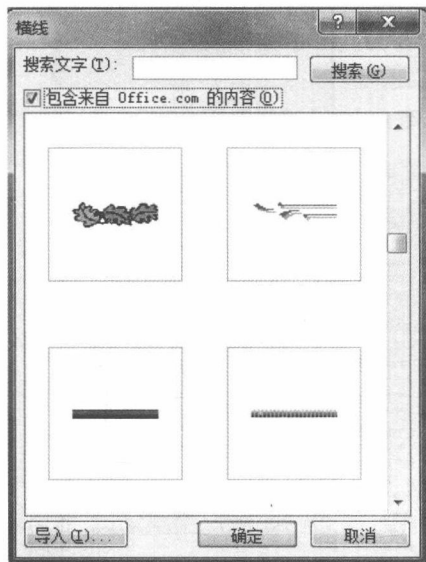 横线
搜索文字(I):
搜索(G)
包含来自 Office.com 的内容(O)
导入(I)...
确定
取消